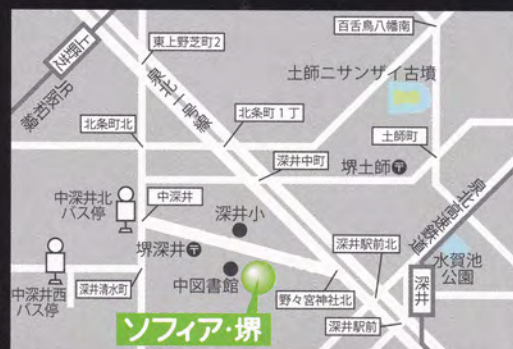 百舌鳥八幡南
東上野芝町2
上野芝
JR阪和線
泉北一号線
土師ニサンザイ古墳
北条町1丁
北条町北
土師町
深井中町
堺土師〒
中深井北
バス停
中深井
深井小
泉北高速鉄道
堺深井〒
深井駅前北
水賀池
公園
中深井西
バス停
深井清水町
中図書館
野々宮神社北
深井
深井駅前
ソフィア・堺